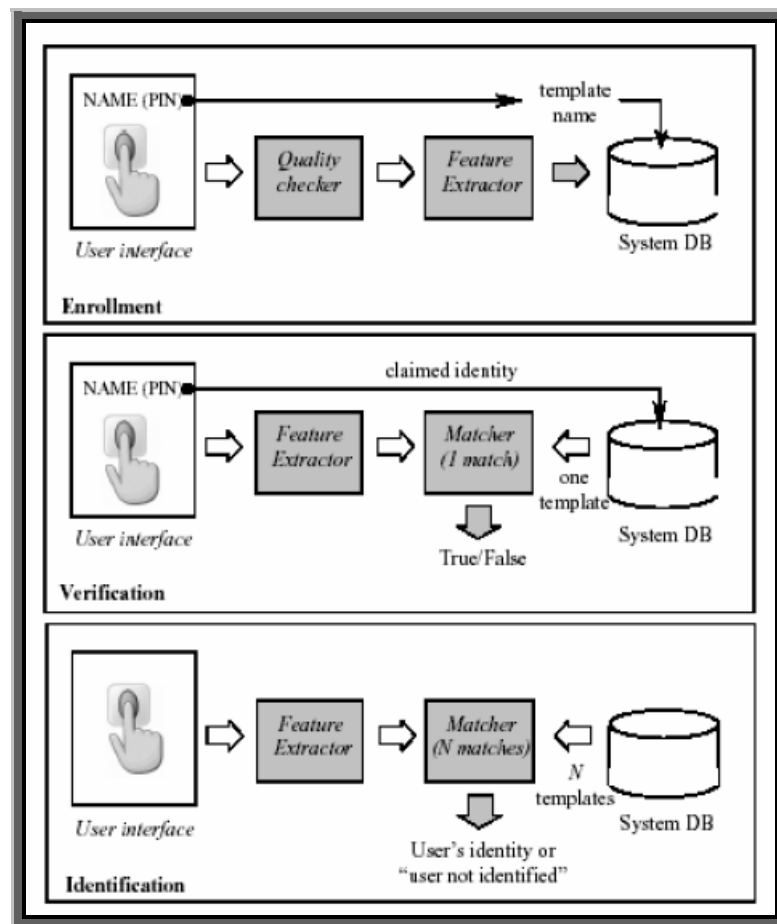 NAME (PIN)
template
name
Quality
checker
Feature
Extractor
User interface
System DB
Enrollment
NAME (PIN)
claimed identity
Feature
Extractor
Matcher
(1 match)
one
template
User interface
True/False
System DB
Verification
Feature
Extractor
Matcher
(N matches)
N
templates
User interface
System DB
User's identity or
“user not identified”
Identification